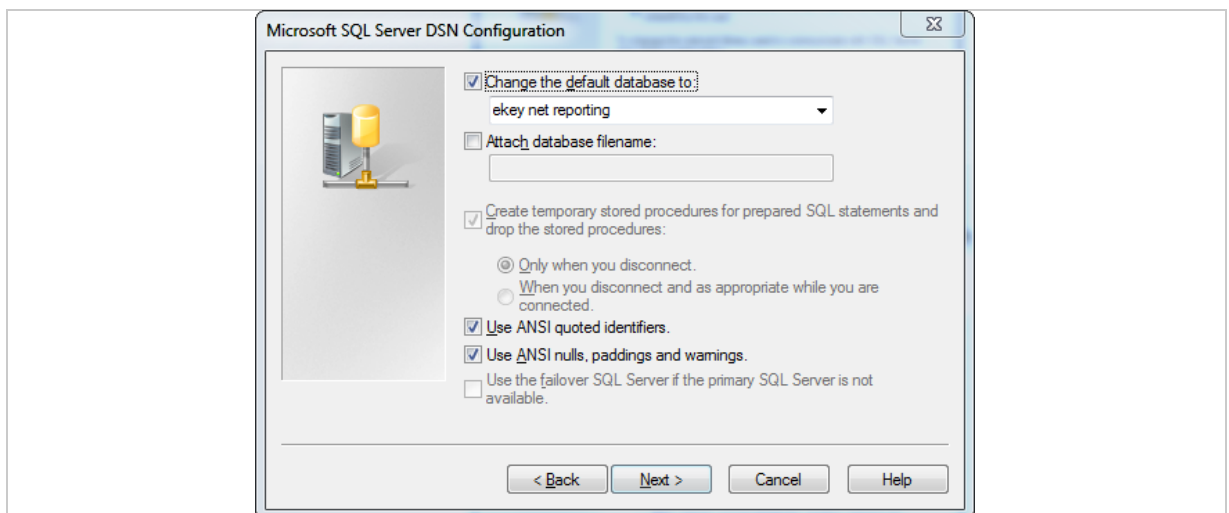 Microsoft SQL Server DSN Configuration
Change the default database to:
ekey net reporting
Attach database filename:
Create temporary stored procedures for prepared SQL statements and
drop the stored procedures:
Only when you disconnect.
When you disconnect and as appropriate while you are
connected.
Use ANSI quoted identifiers.
Use ANSI nulls, paddings and warnings.
Use the failover SQL Server if the primary SQL Server is not
available.
< Back Next > Cancel Help